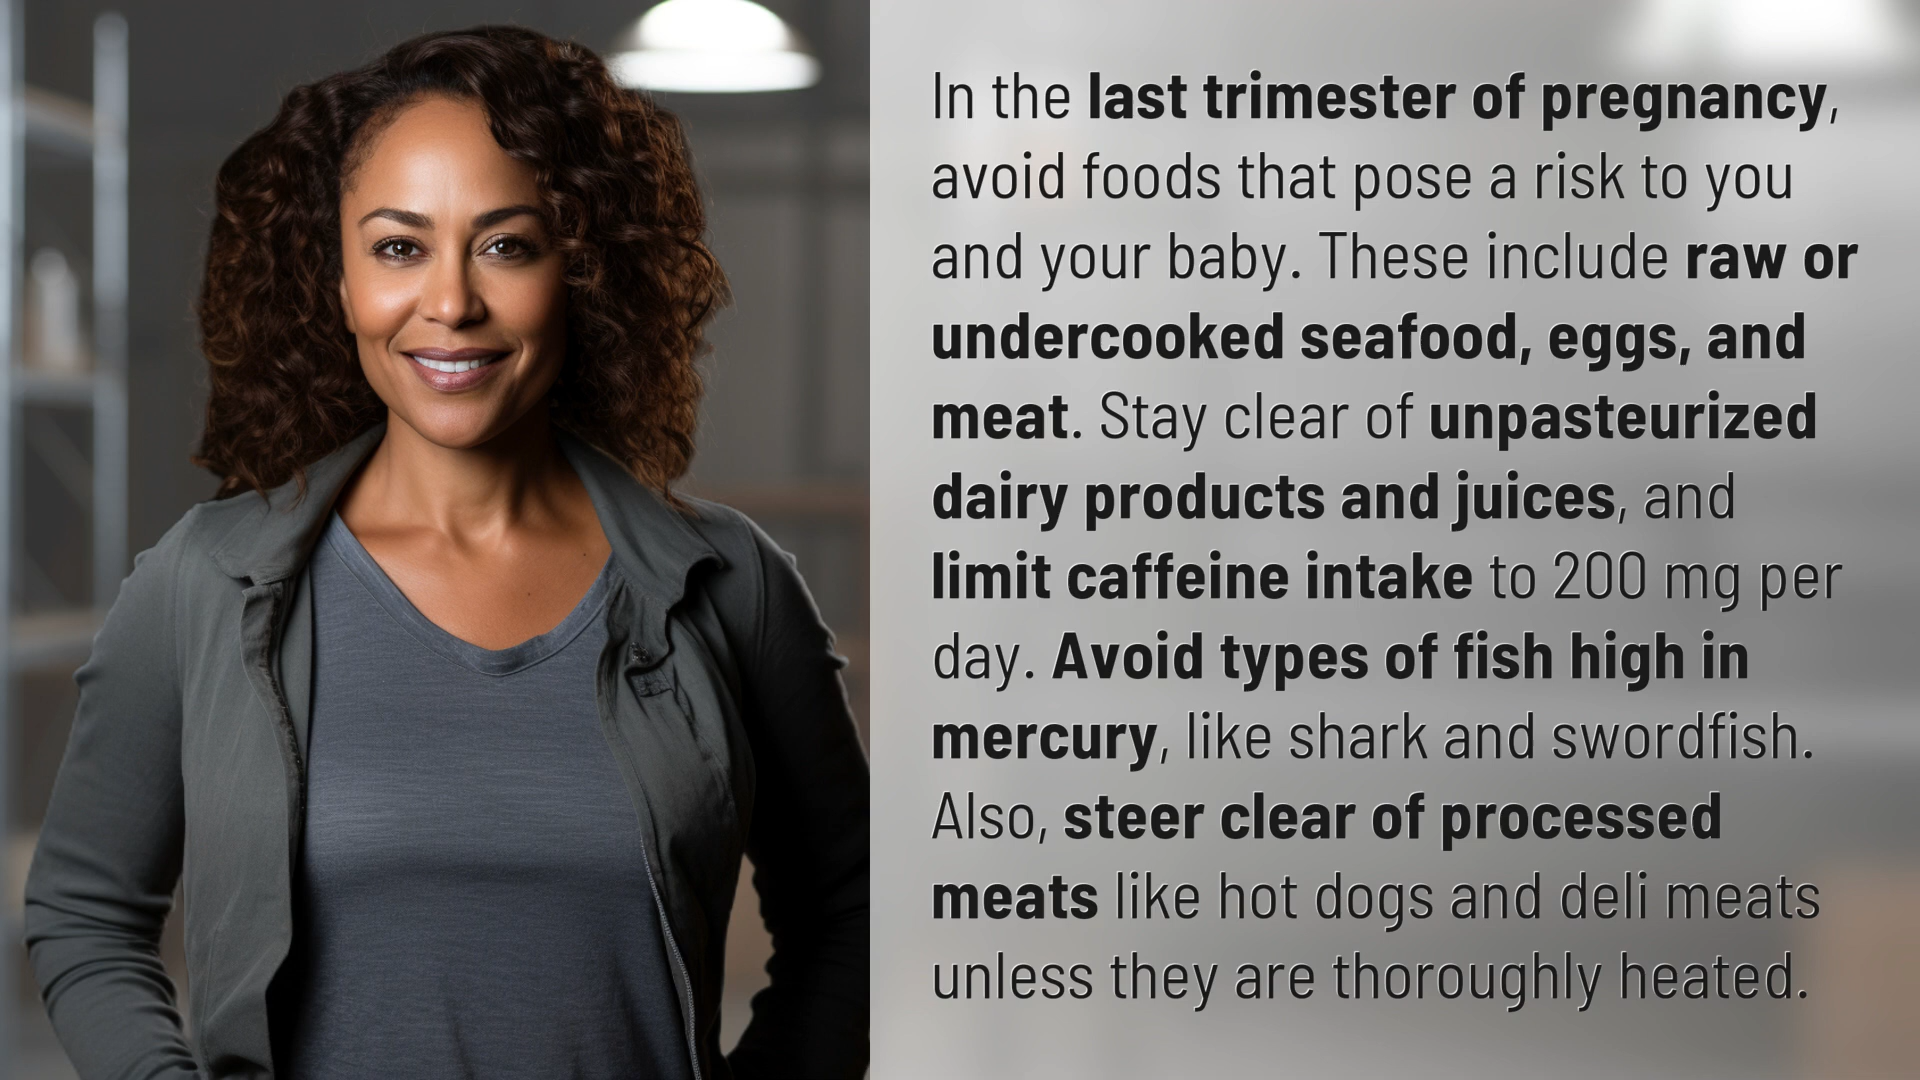 In the last trimester of pregnancy,
avoid foods that pose a risk to you
and your baby. These include raw or
undercooked seafood, eggs, and
meat. Stay clear of unpasteurized
dairy products and juices, and
limit caffeine intake to 200 mg per
day. Avoid types of fish high in
mercury, like shark and swordfish.
Also, steer clear of processed
meats like hot dogs and deli meats
unless they are thoroughly heated.